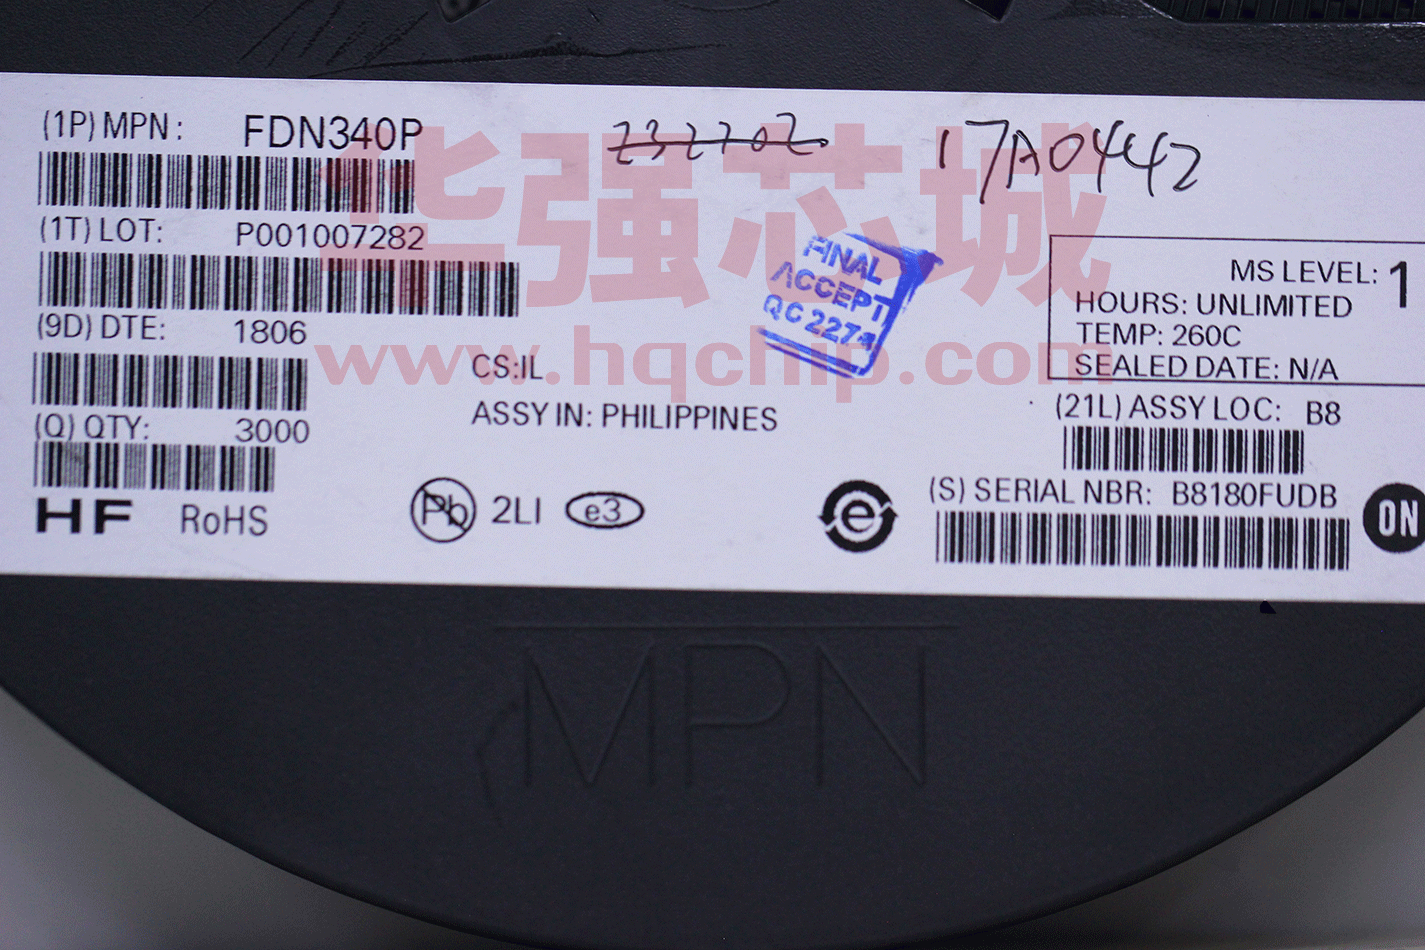 (1P) MPN: FDN340P
232702
17A0442
(1T) LOT: P001007282
(9D) DTE: 1806
(Q) QTY: 3000
HF RoHS
CS:IL
ASSY IN: PHILIPPINES
Pb 2LI e3
e
FINAL
ACCEPT
QC 227
MS LEVEL: 1
HOURS: UNLIMITED
TEMP: 260C
SEALED DATE: N/A
(21L) ASSY LOC: B8
(S) SERIAL NBR: B8180FUDB
ON
华强芯城
www.hqchip.com
MPN